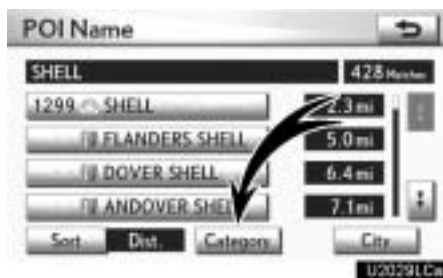 POI Name
SHELL 428 Matches
1299 SHELL 2.3 mi
FLANDERS SHELL 5.0 mi
DOVER SHELL 6.4 mi
ANDOVER SHELL 7.1 mi
Sort Dist. Category City